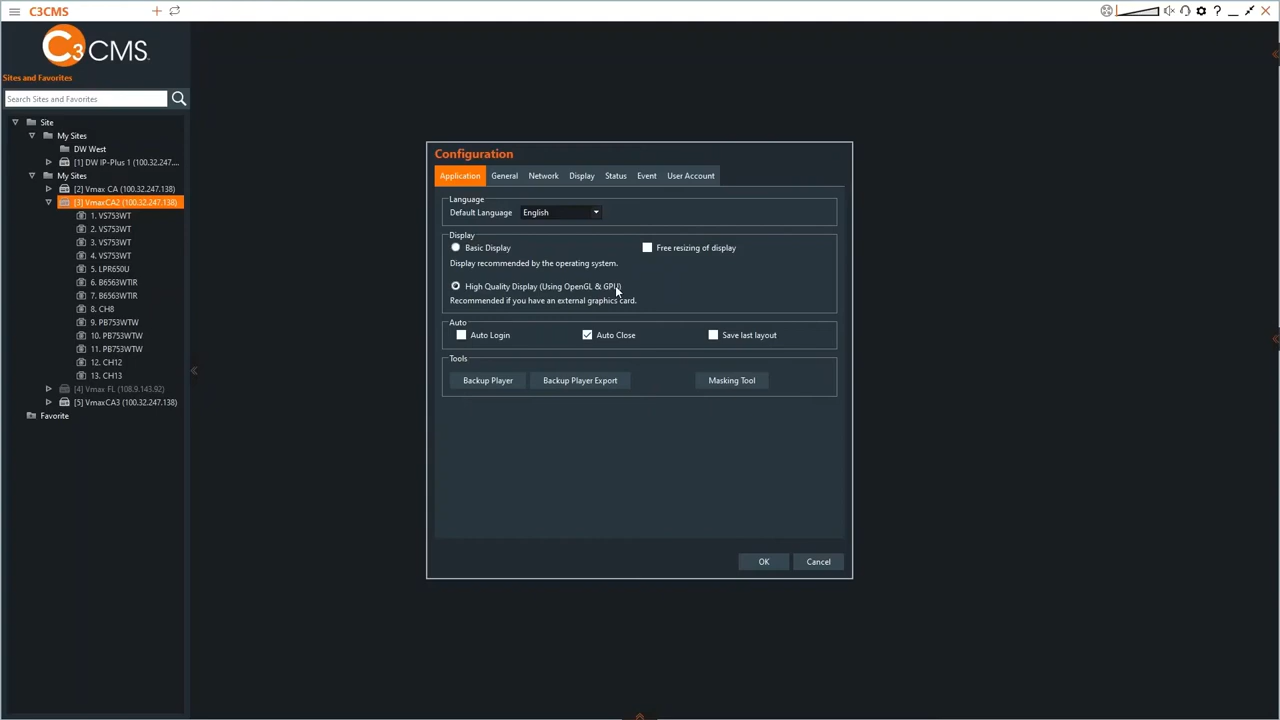 C3CMS
C3 CMS
Sites and Favorites
Search Sites and Favorites
Site
My Sites
DW West
[1] DW IP-Plus 1 (100.32.247....
My Sites
[2] Vmax CA (100.32.247.138)
[3] VmaxCA2 (100.32.247.138)
1. VS753WT
2. VS753WT
3. VS753WT
4. VS753WT
5. LPR650U
6. B6563WTIR
7. B6563WTIR
8. CH8
9. PB753WTW
10. PB753WTW
11. PB753WTW
12. CH12
13. CH13
[4] Vmax FL (108.9.143.92)
[5] VmaxCA3 (100.32.247.138)
Favorite
Configuration
Application General Network Display Status Event User Account
Language
Default Language English
Display
Basic Display Free resizing of display
Display recommended by the operating system.
High Quality Display (Using OpenGL & GPU)
Recommended if you have an external graphics card.
Auto
Auto Login Auto Close Save last layout
Tools
Backup Player Backup Player Export Masking Tool
OK Cancel